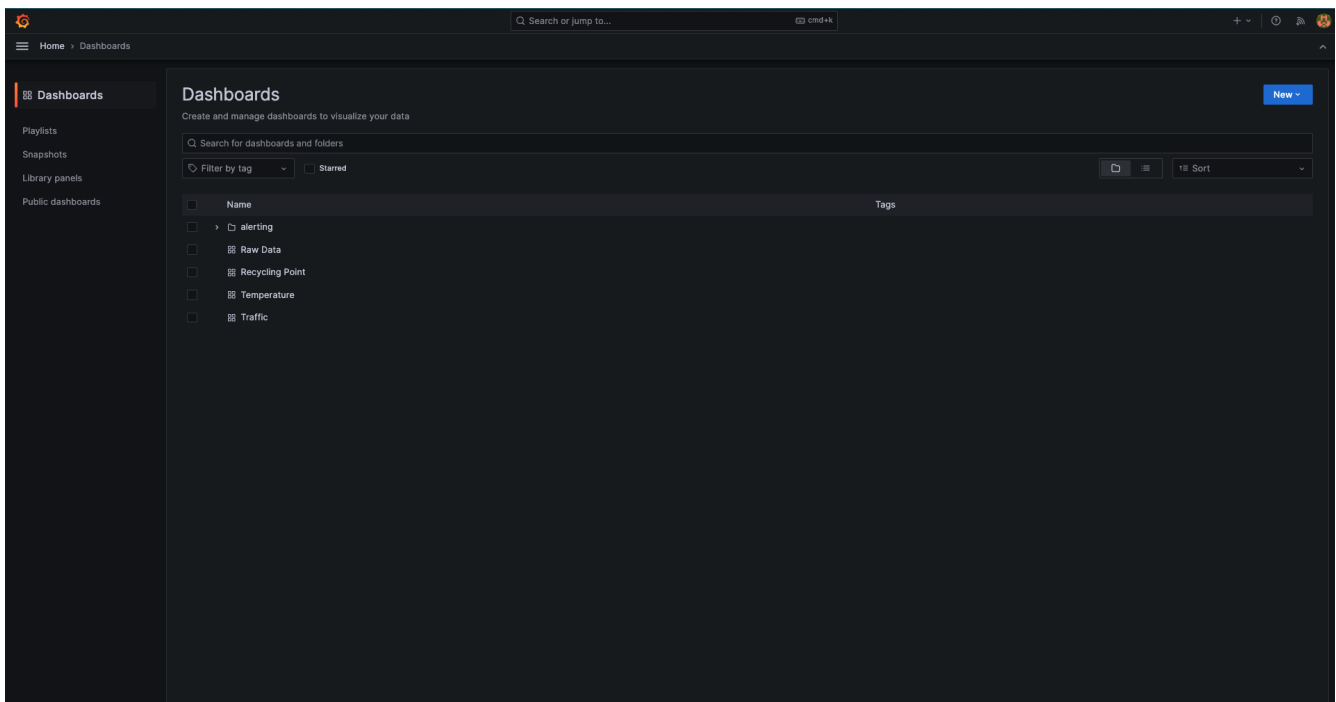 Search or jump to... cmd+k
Home › Dashboards
Dashboards
Playlists
Snapshots
Library panels
Public dashboards
Dashboards
New
Create and manage dashboards to visualize your data
Search for dashboards and folders
Filter by tag Starred Sort
Name Tags
alerting
Raw Data
Recycling Point
Temperature
Traffic